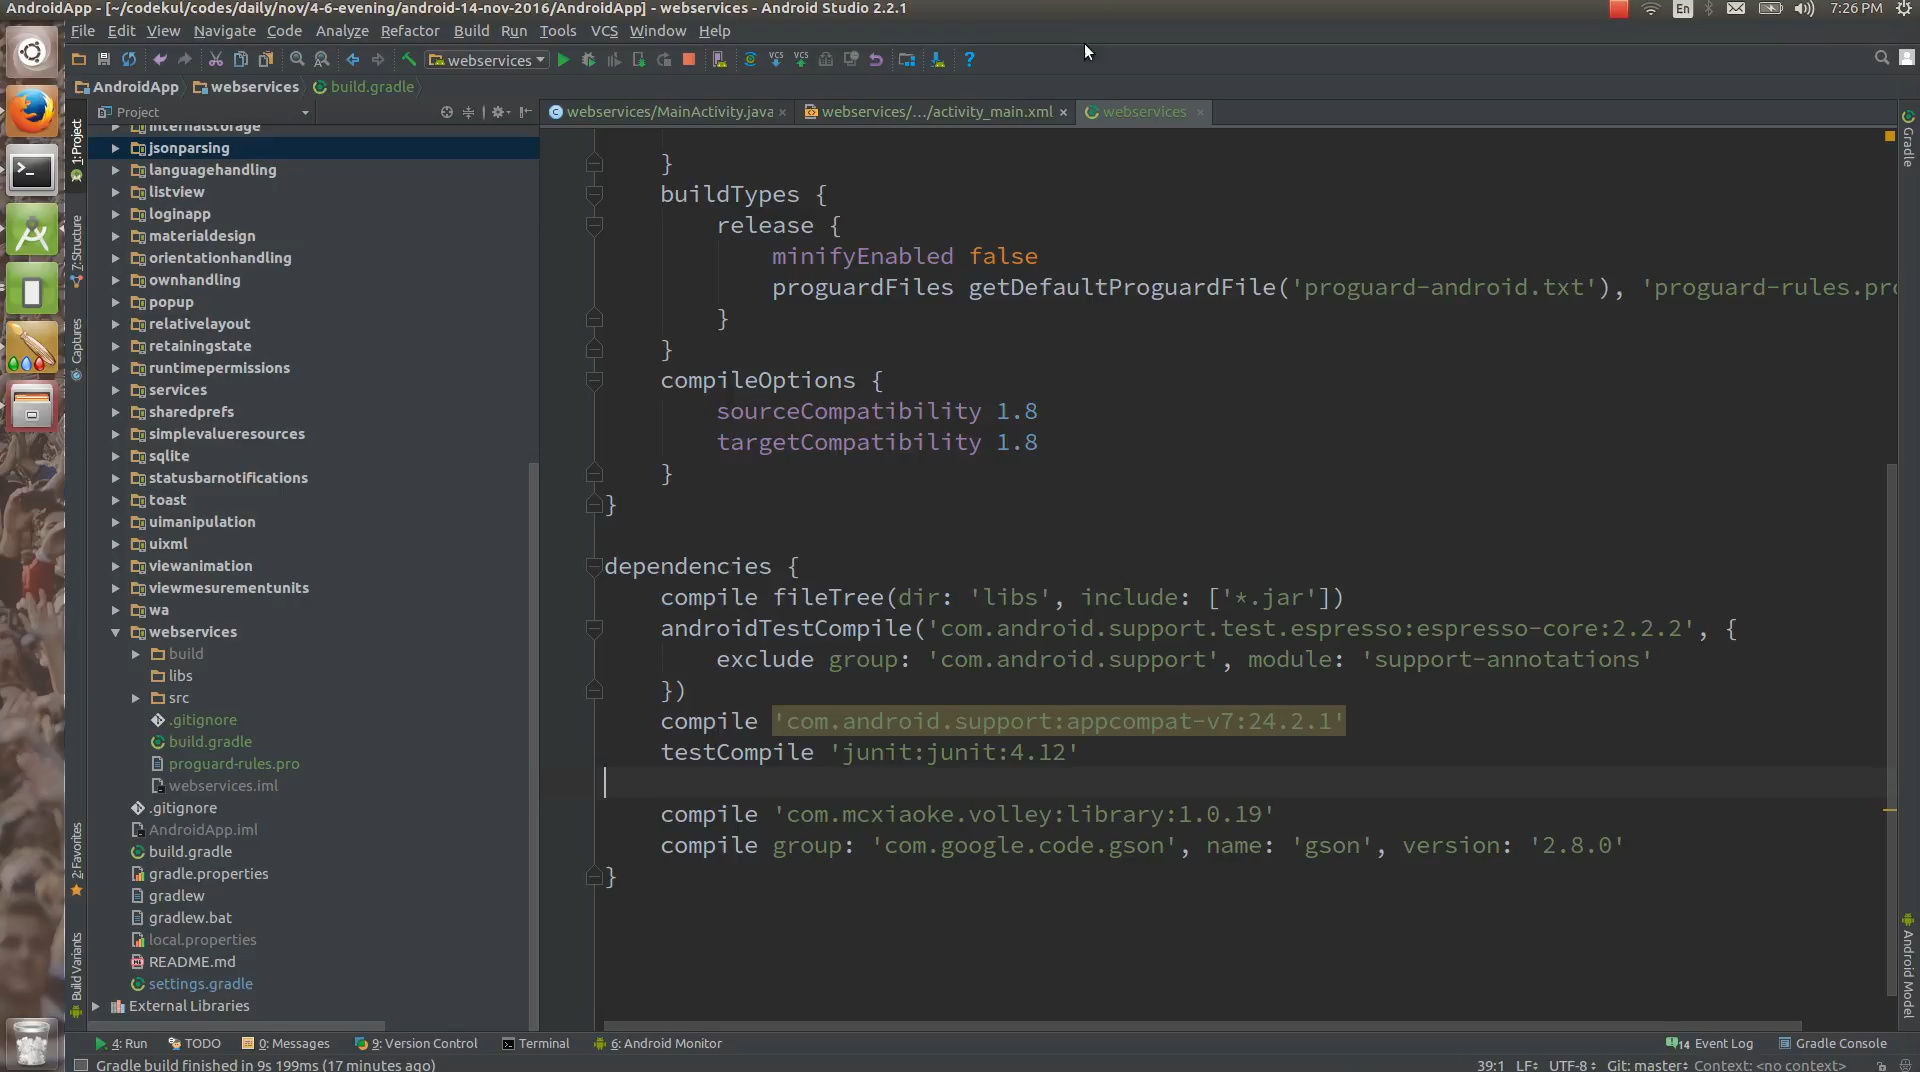 AndroidApp - [~/codekul/codes/daily/nov/4-6-evening/android-14-nov-2016/AndroidApp] - webservices - Android Studio 2.2.1
En
7:26 PM
File Edit View Navigate Code Analyze Refactor Build Run Tools VCS Window Help
webservices
VCS VCS
AndroidApp webservices build.gradle
Project
webservices/MainActivity.java
webservices/.../activity_main.xml
webservices
1: Project
7: Structure
Captures
2: Favorites
Build Variants
internalstorage
jsonparsing
languagehandling
listview
loginapp
materialdesign
orientationhandling
ownhandling
popup
relativelayout
retainingstate
runtimepermissions
services
sharedprefs
simplevalueresources
sqlite
statusbarnotifications
toast
uimanipulation
uixml
viewanimation
viewmesurementunits
wa
webservices
build
libs
src
.gitignore
build.gradle
proguard-rules.pro
webservices.iml
.gitignore
AndroidApp.iml
build.gradle
gradle.properties
gradlew
gradlew.bat
local.properties
README.md
settings.gradle
External Libraries
}
buildTypes {
release {
minifyEnabled false
proguardFiles getDefaultProguardFile('proguard-android.txt'), 'proguard-rules.pro
}
}
compileOptions {
sourceCompatibility 1.8
targetCompatibility 1.8
}
}
dependencies {
compile fileTree(dir: 'libs', include: ['*.jar'])
androidTestCompile('com.android.support.test.espresso:espresso-core:2.2.2', {
exclude group: 'com.android.support', module: 'support-annotations'
})
compile 'com.android.support:appcompat-v7:24.2.1'
testCompile 'junit:junit:4.12'
compile 'com.mcxiaoke.volley:library:1.0.19'
compile group: 'com.google.code.gson', name: 'gson', version: '2.8.0'
}
Gradle
Android Model
4: Run TODO 0: Messages 9: Version Control Terminal 6: Android Monitor
14 Event Log Gradle Console
Gradle build finished in 9s 199ms (17 minutes ago)
39:1 LF UTF-8 Git: master Context: <no context>